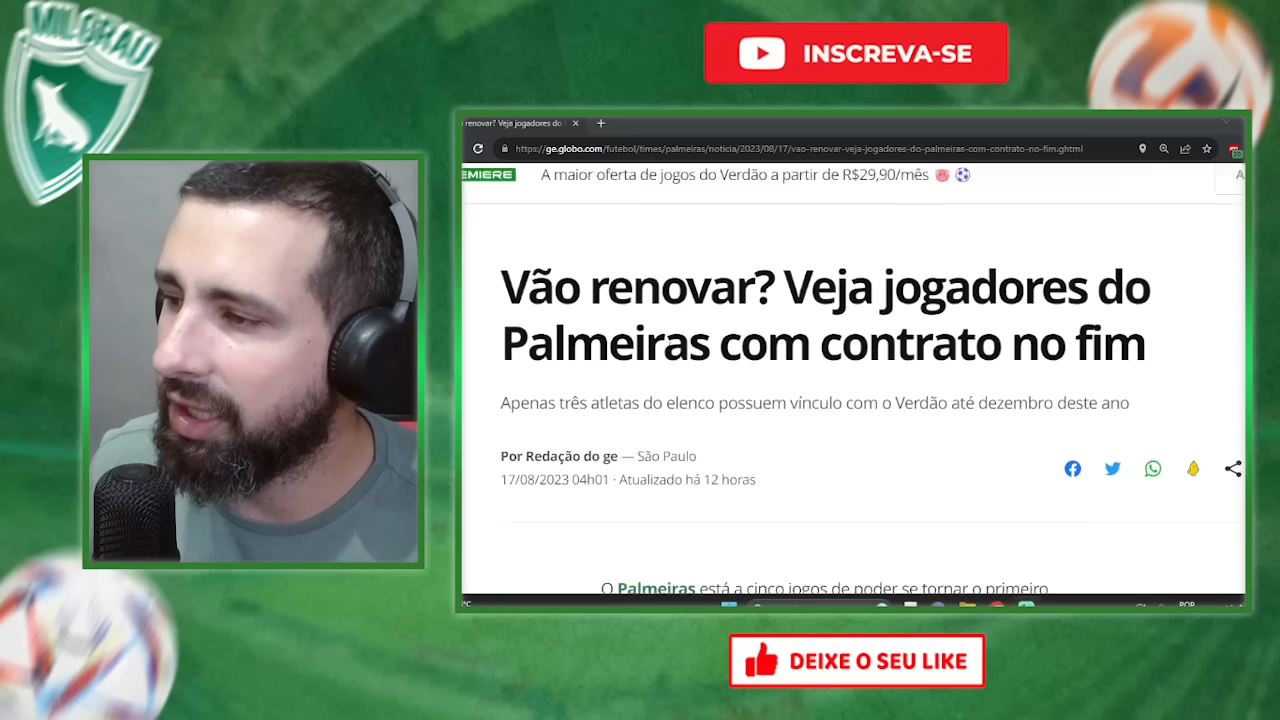 MILGRAU
INSCREVA-SE
renovar? Veja jogadores do
https://ge.globo.com/futebol/times/palmeiras/noticia/2023/08/17/vao-renovar-veja-jogadores-do-palmeiras-com-contrato-no-fim.ghtml
EMIERE
A maior oferta de jogos do Verdão a partir de R$29,90/mês
Vão renovar? Veja jogadores do
Palmeiras com contrato no fim
Apenas três atletas do elenco possuem vínculo com o Verdão até dezembro deste ano
Por Redação do ge — São Paulo
17/08/2023 04h01 · Atualizado há 12 horas
O Palmeiras está a cinco jogos de poder se tornar o primeiro
POR
DEIXE O SEU LIKE